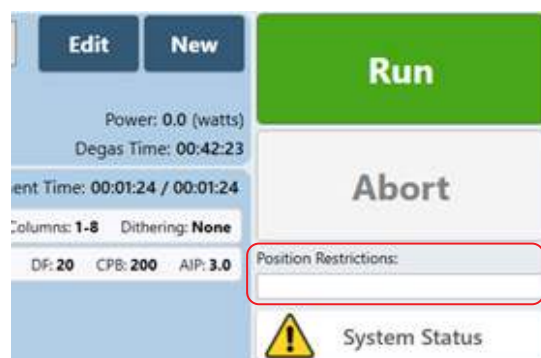 Edit New
Run
Power: 0.0 (watts)
Degas Time: 00:42:23
Abort
ent Time: 00:01:24 / 00:01:24
Columns: 1-8 Dithering: None
Position Restrictions:
DF: 20 CPB: 200 AIP: 3.0
System Status